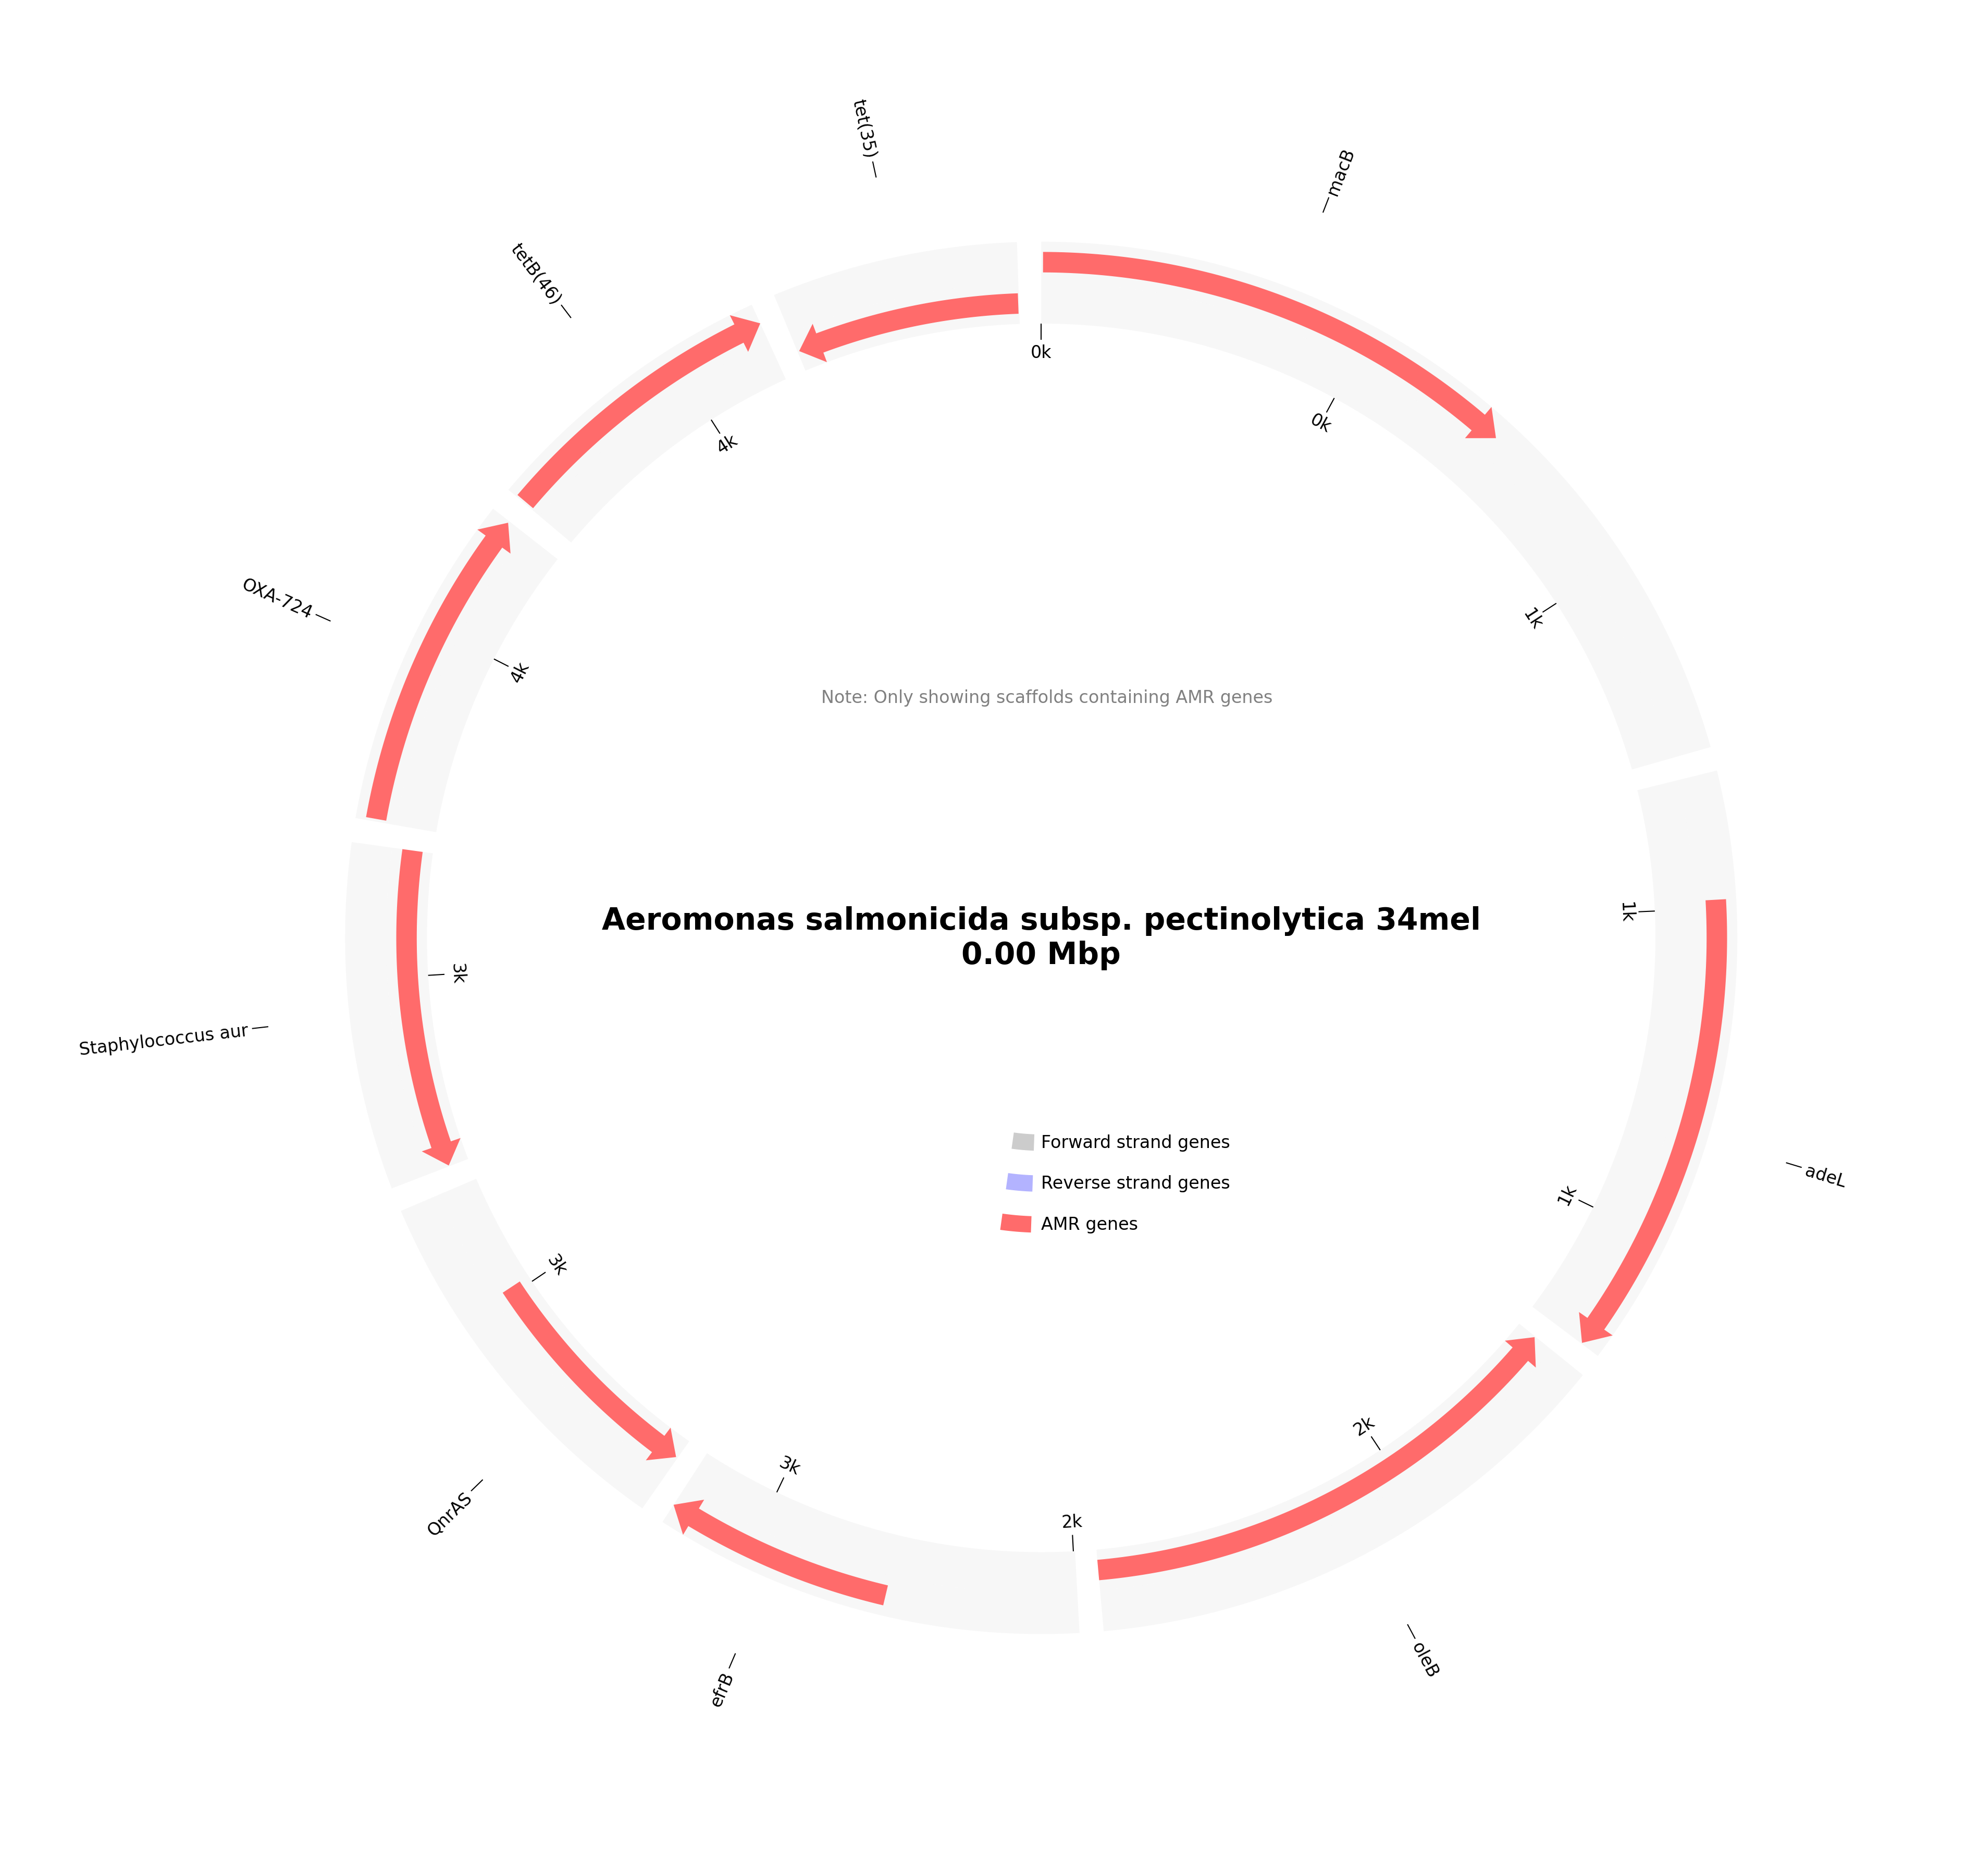 tet(35)
macB
tetB(46)
0k
0k
4k
OXA-724
1k
4k
Note: Only showing scaffolds containing AMR genes
1k
Aeromonas salmonicida subsp. pectinolytica 34mel
0.00 Mbp
3k
Staphylococcus aur
Forward strand genes
Reverse strand genes
AMR genes
adeL
1k
3k
2k
3k
2k
QnrAS
oleB
efrB